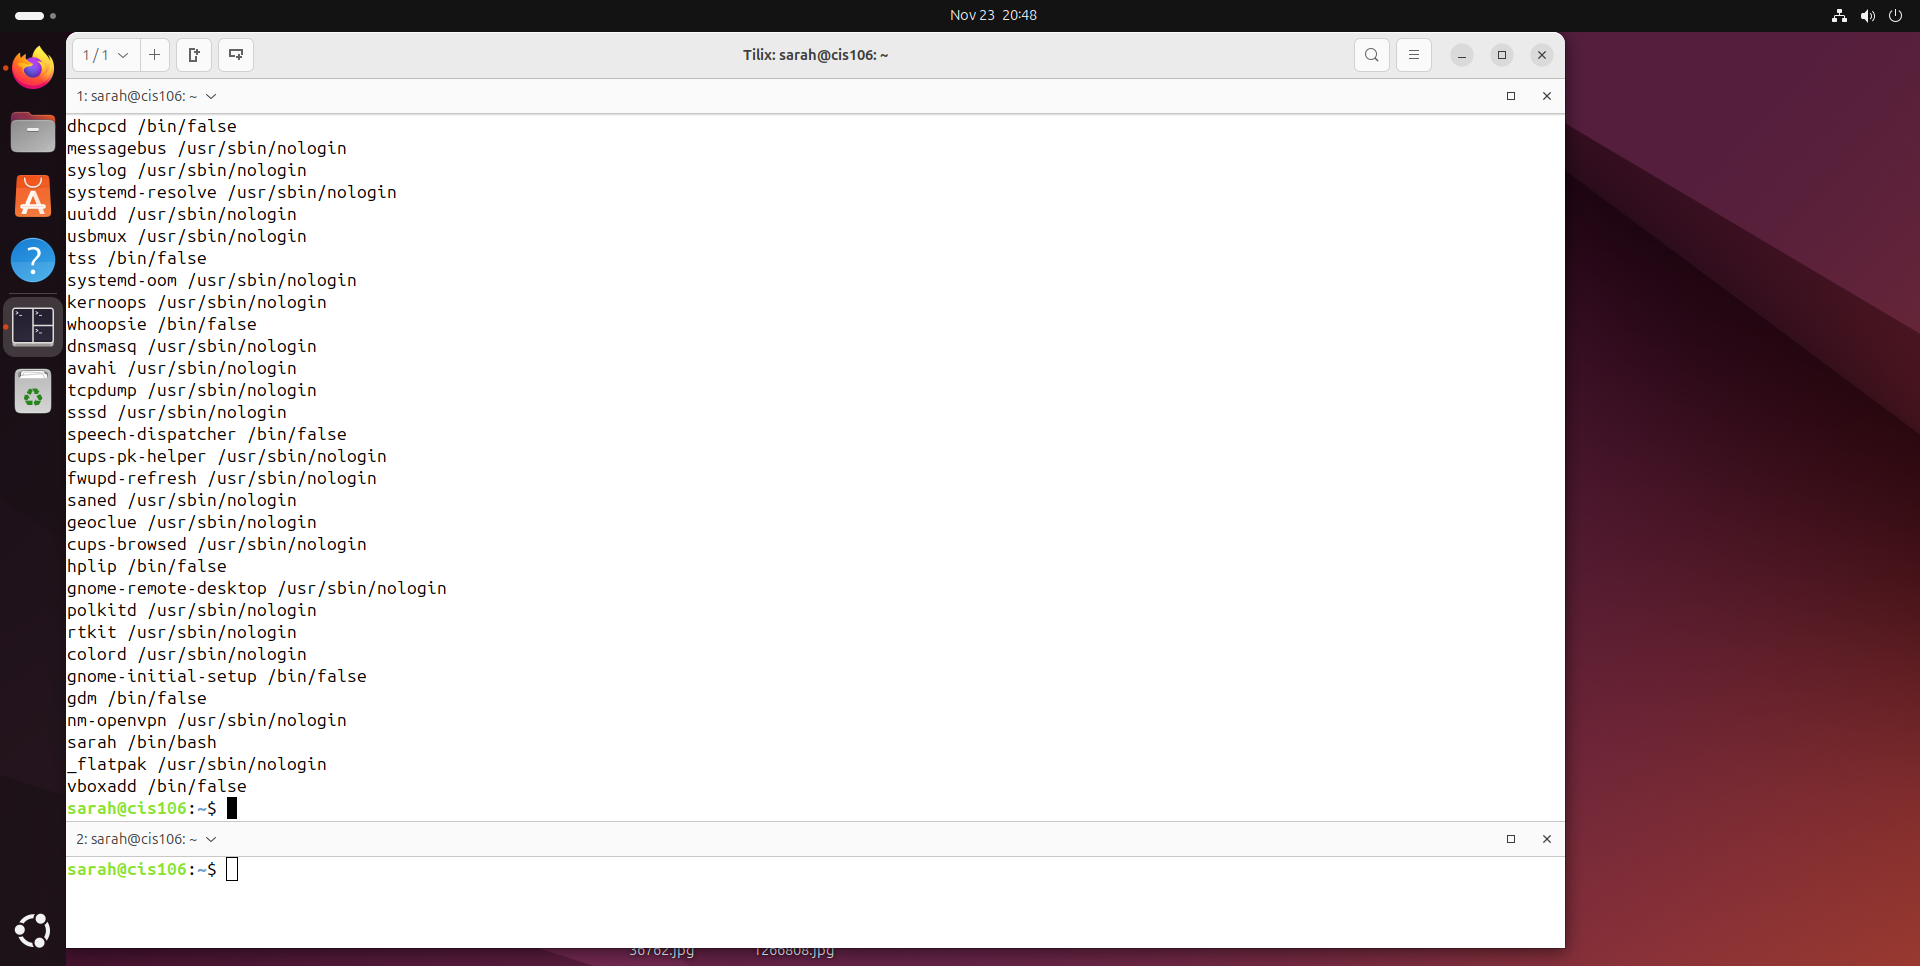 Nov 23 20:48
1 / 1
Tilix: sarah@cis106: ~
1: sarah@cis106: ~
dhcpcd /bin/false
messagebus /usr/sbin/nologin
syslog /usr/sbin/nologin
systemd-resolve /usr/sbin/nologin
uuidd /usr/sbin/nologin
usbmux /usr/sbin/nologin
tss /bin/false
systemd-oom /usr/sbin/nologin
kernoops /usr/sbin/nologin
whoopsie /bin/false
dnsmasq /usr/sbin/nologin
avahi /usr/sbin/nologin
tcpdump /usr/sbin/nologin
sssd /usr/sbin/nologin
speech-dispatcher /bin/false
cups-pk-helper /usr/sbin/nologin
fwupd-refresh /usr/sbin/nologin
saned /usr/sbin/nologin
geoclue /usr/sbin/nologin
cups-browsed /usr/sbin/nologin
hplip /bin/false
gnome-remote-desktop /usr/sbin/nologin
polkitd /usr/sbin/nologin
rtkit /usr/sbin/nologin
colord /usr/sbin/nologin
gnome-initial-setup /bin/false
gdm /bin/false
nm-openvpn /usr/sbin/nologin
sarah /bin/bash
_flatpak /usr/sbin/nologin
vboxadd /bin/false
sarah@cis106:~$
2: sarah@cis106: ~
sarah@cis106:~$